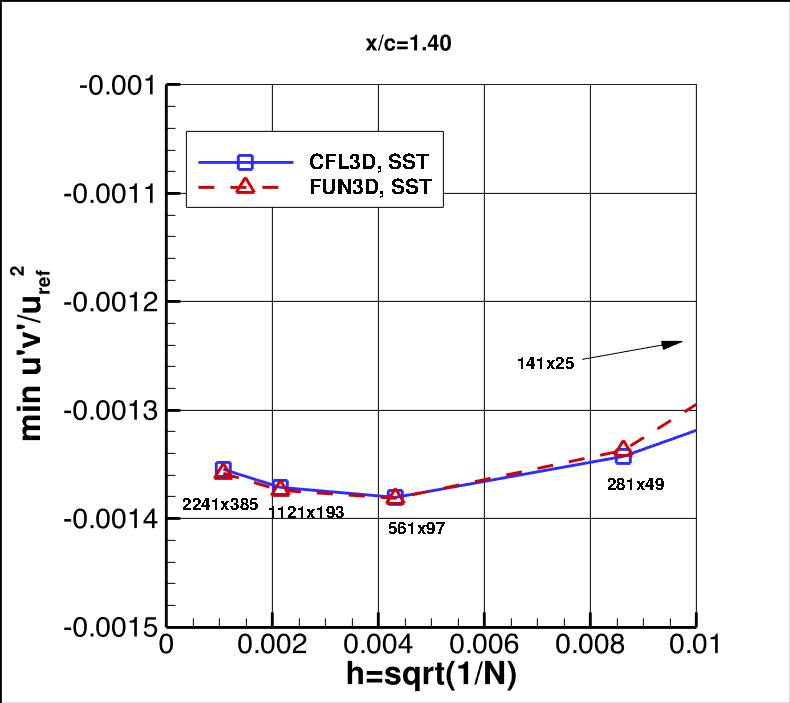 x/c=1.40
-0.001
CFL3D, SST
FUN3D, SST
-0.0011
-0.0012
141x25
-0.0013
281x49
2241x385
1121x193
561x97
-0.0014
-0.0015
0
0.002
0.004
0.006
0.008
0.01
h=sqrt(1/N)
min u'v'/u_ref^2